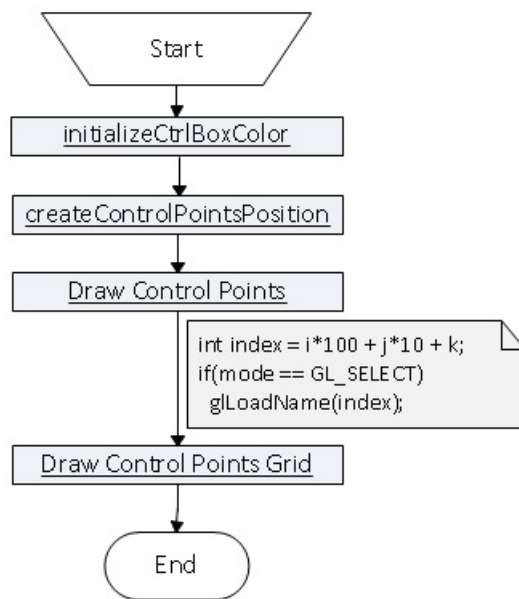 Start
initializeCtrlBoxColor
createControlPointsPosition
Draw Control Points
int index = i*100 + j*10 + k;
if(mode == GL_SELECT)
glLoadName(index);
Draw Control Points Grid
End